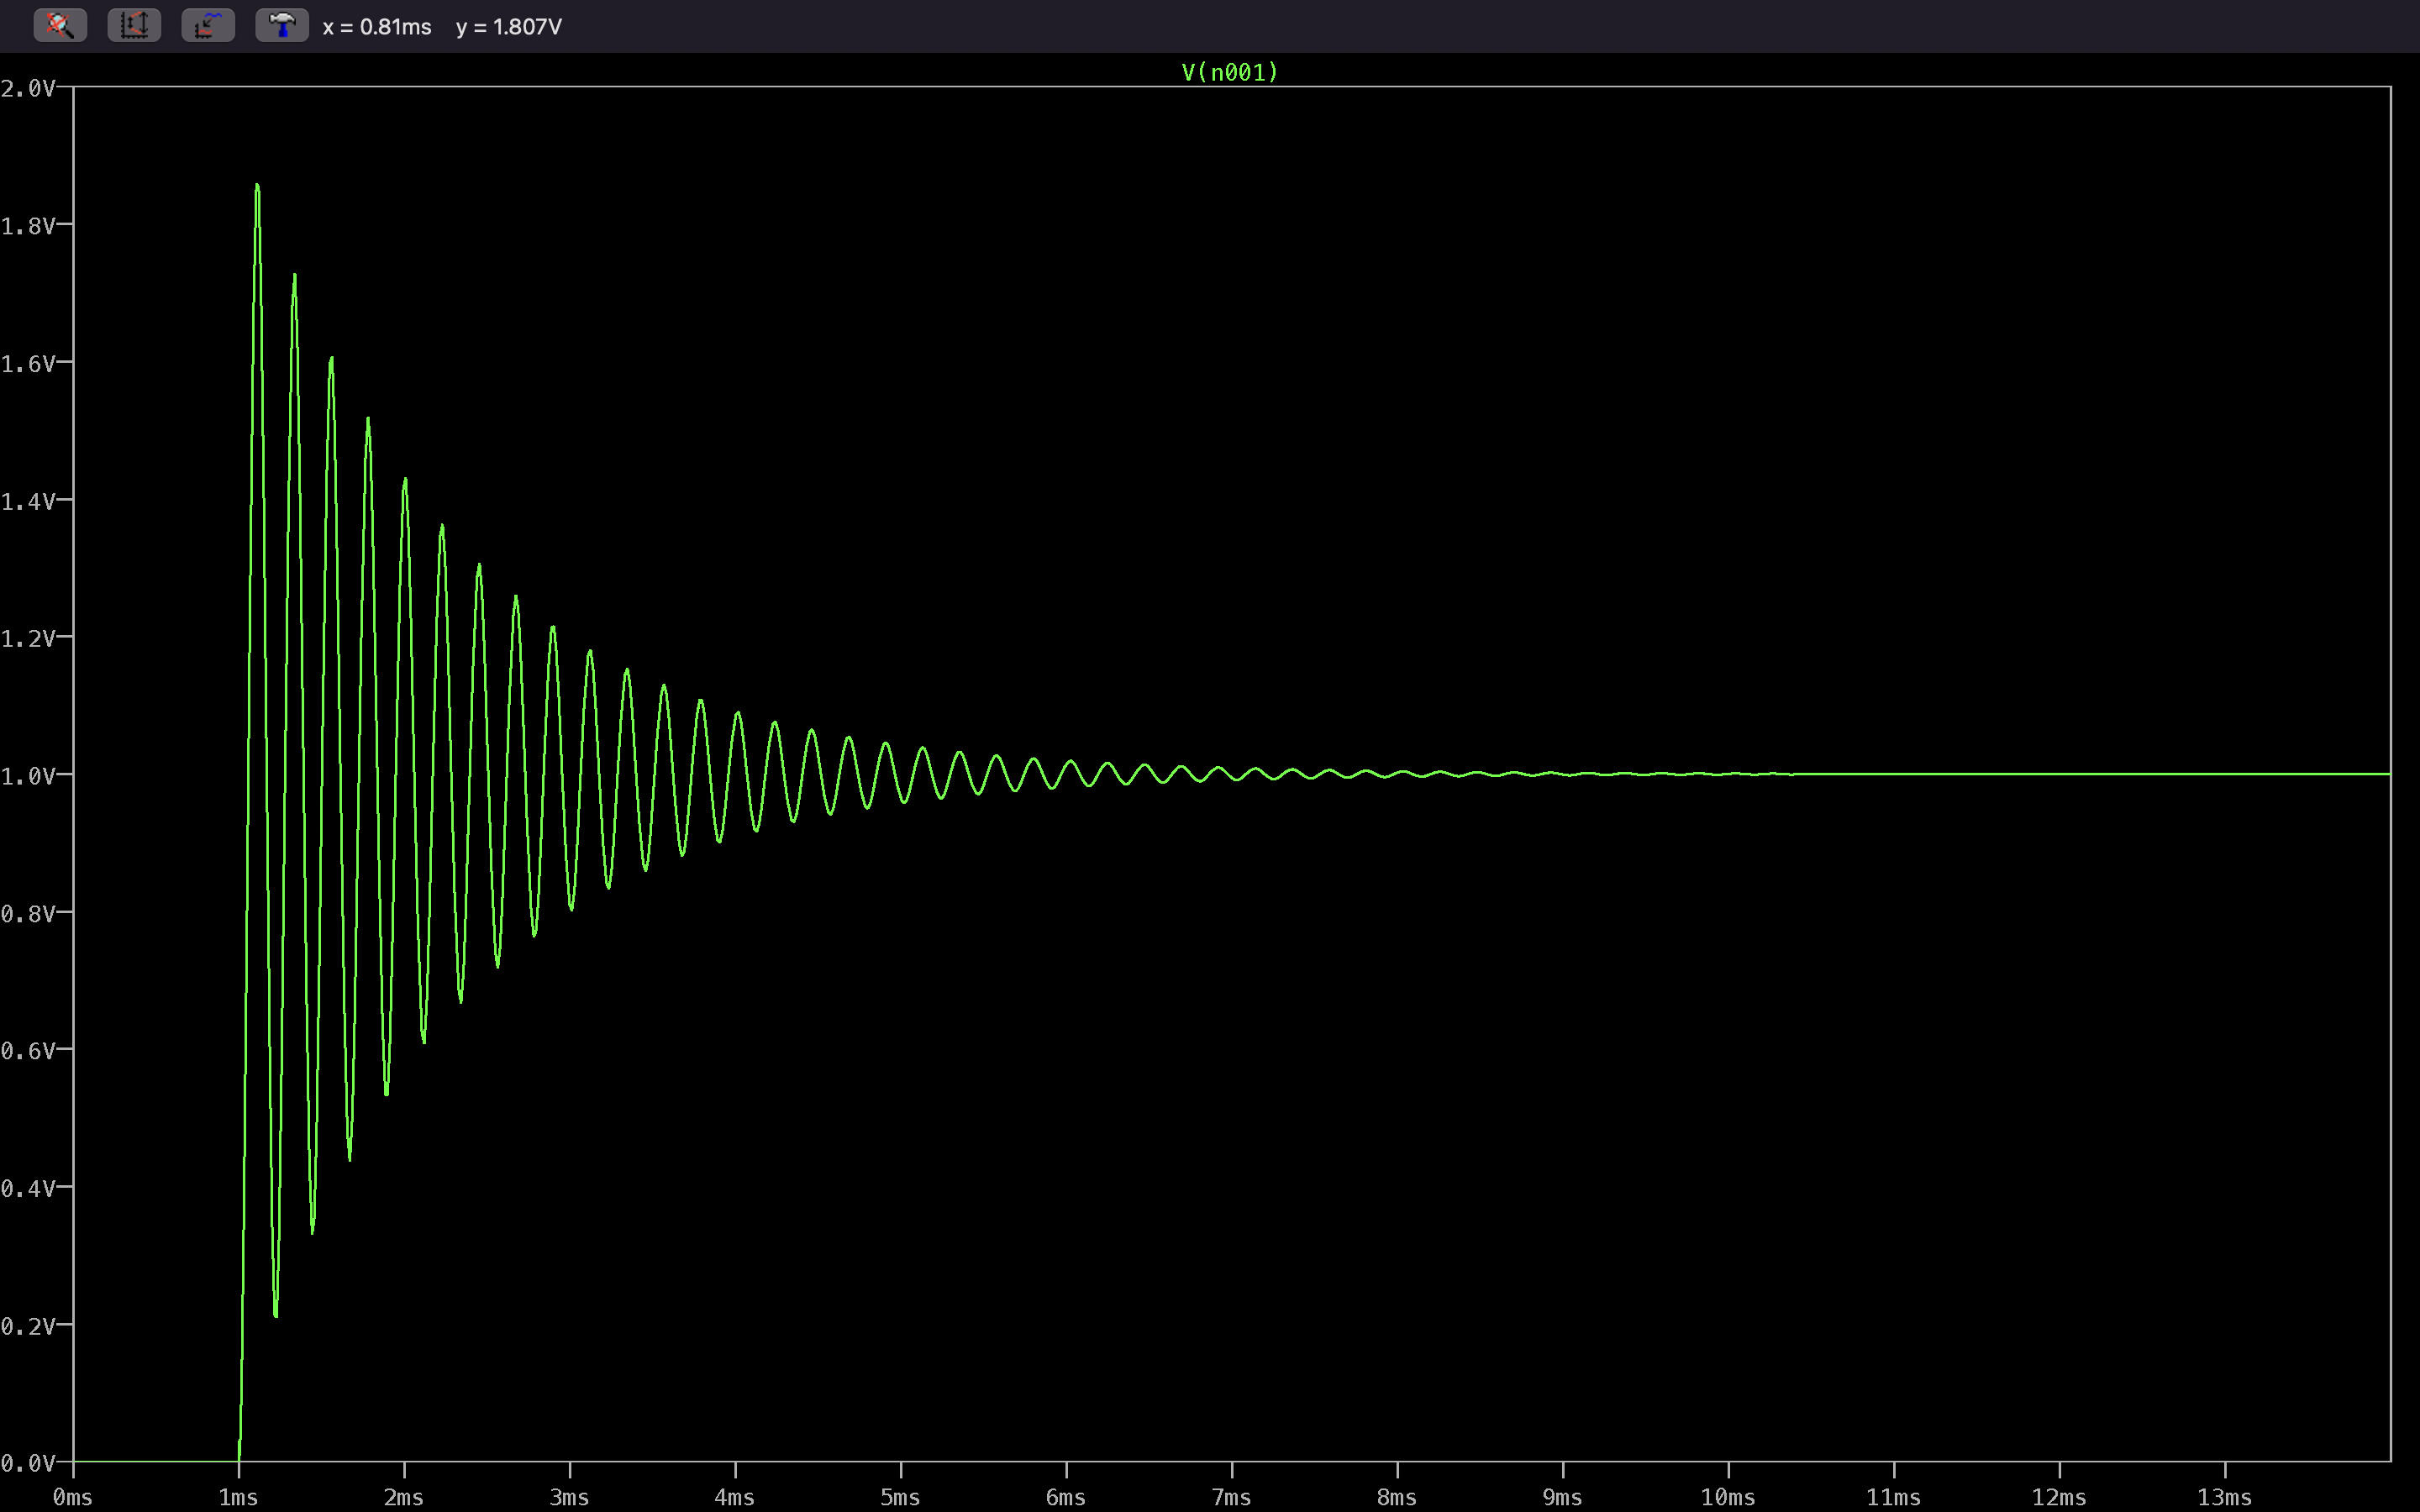 x = 0.81ms y = 1.807V
V(n001)
2.0V
1.8V
1.6V
1.4V
1.2V
1.0V
0.8V
0.6V
0.4V
0.2V
0.0V
0ms 1ms 2ms 3ms 4ms 5ms 6ms 7ms 8ms 9ms 10ms 11ms 12ms 13ms